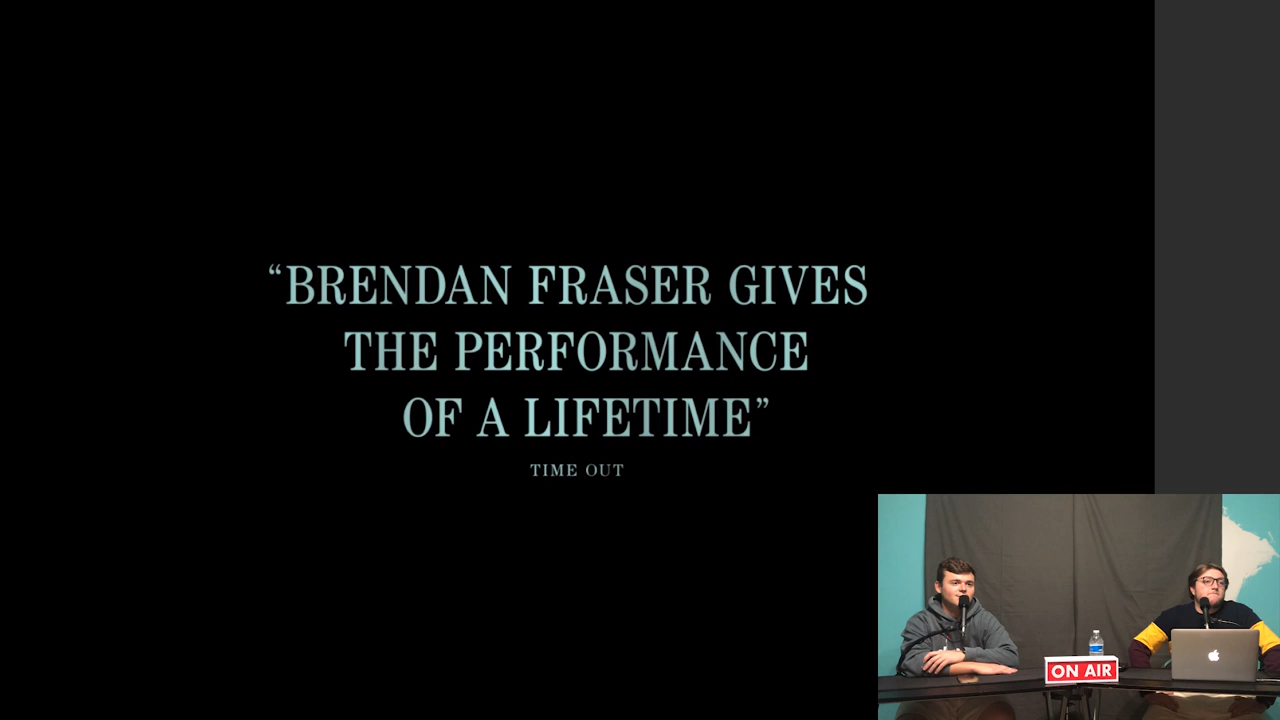 “BRENDAN FRASER GIVES
THE PERFORMANCE
OF A LIFETIME”
TIME OUT
ON AIR